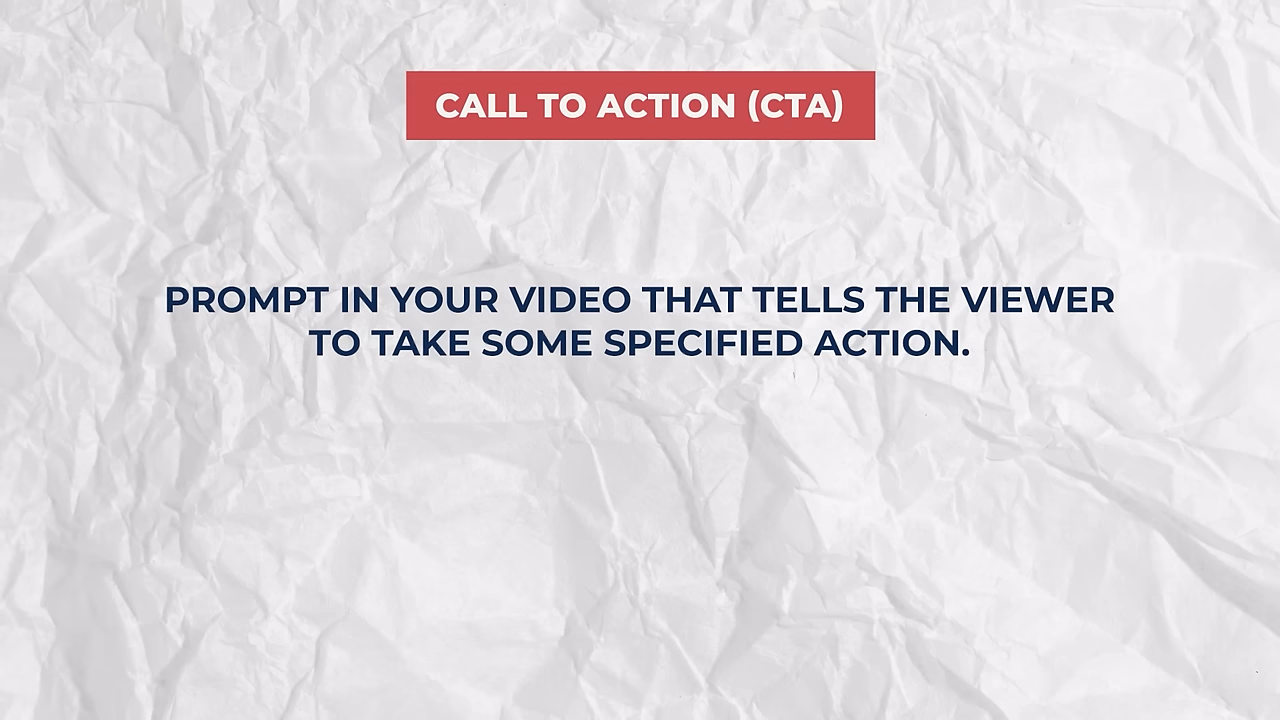 CALL TO ACTION (CTA)
PROMPT IN YOUR VIDEO THAT TELLS THE VIEWER
TO TAKE SOME SPECIFIED ACTION.